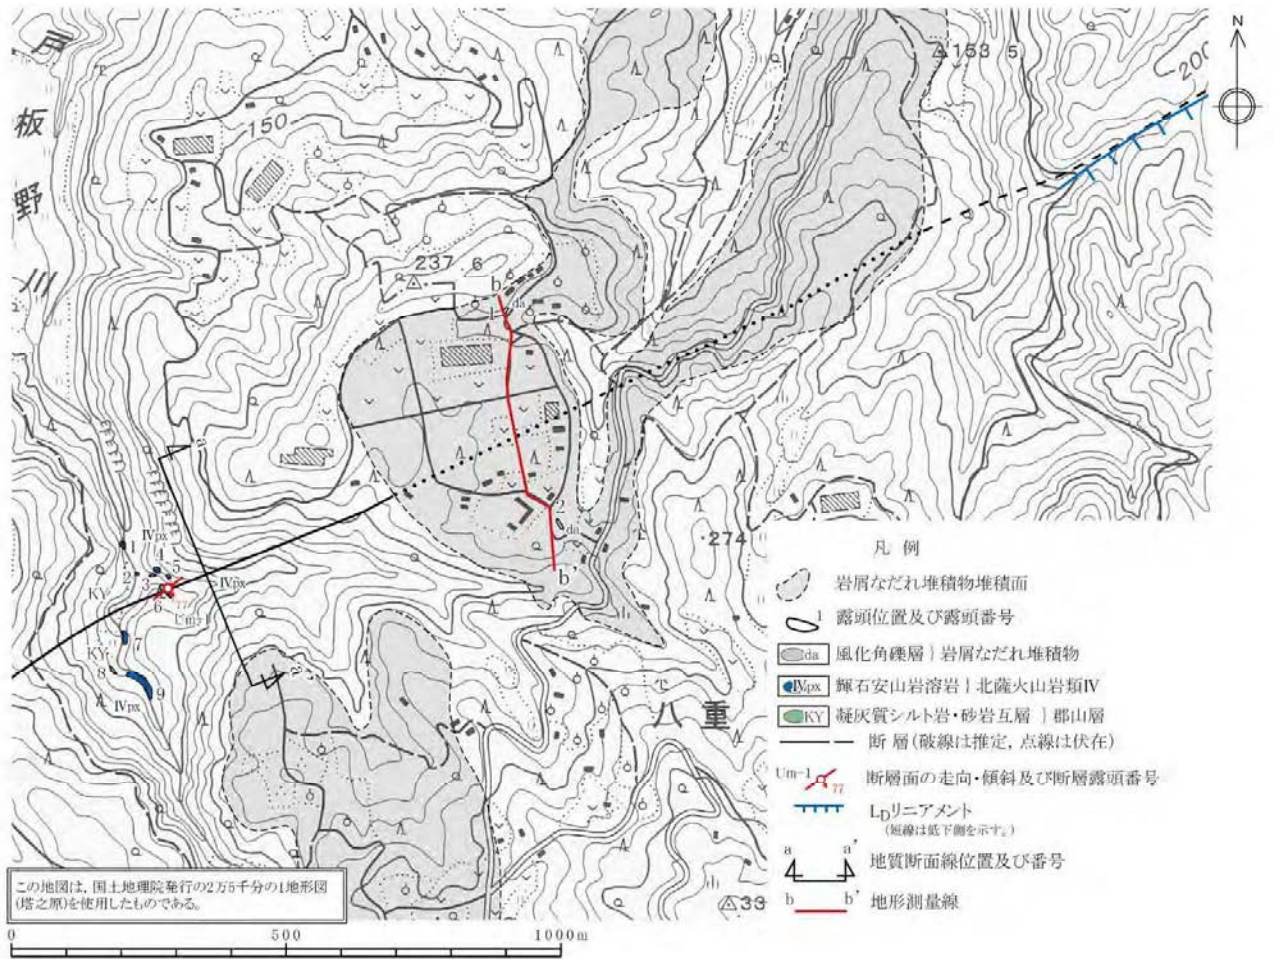 戸板野川
N
153.5
200
150
237.6
b
da
1
a
2
da
b'
274
IVpx
1
4
5
2
3
IVpx
KY
77
6
Um-1
7
KY
8
9
IVpx
a'
八重
33
凡例
岩屑なだれ堆積物堆積面
1 露頭位置及び露頭番号
da 風化角礫層 } 岩屑なだれ堆積物
IVpx 輝石安山岩溶岩 } 北薩火山岩類IV
KY 凝灰質シルト岩・砂岩互層 } 郡山層
断層(破線は推定, 点線は伏在)
Um-1 77 断層面の走向・傾斜及び断層露頭番号
LDリニアメント
(短線は低下側を示す。)
a a' 地質断面線位置及び番号
b b' 地形測量線
この地図は, 国土地理院発行の2万5千分の1地形図
(塔之原)を使用したものである。
0 500 1000m